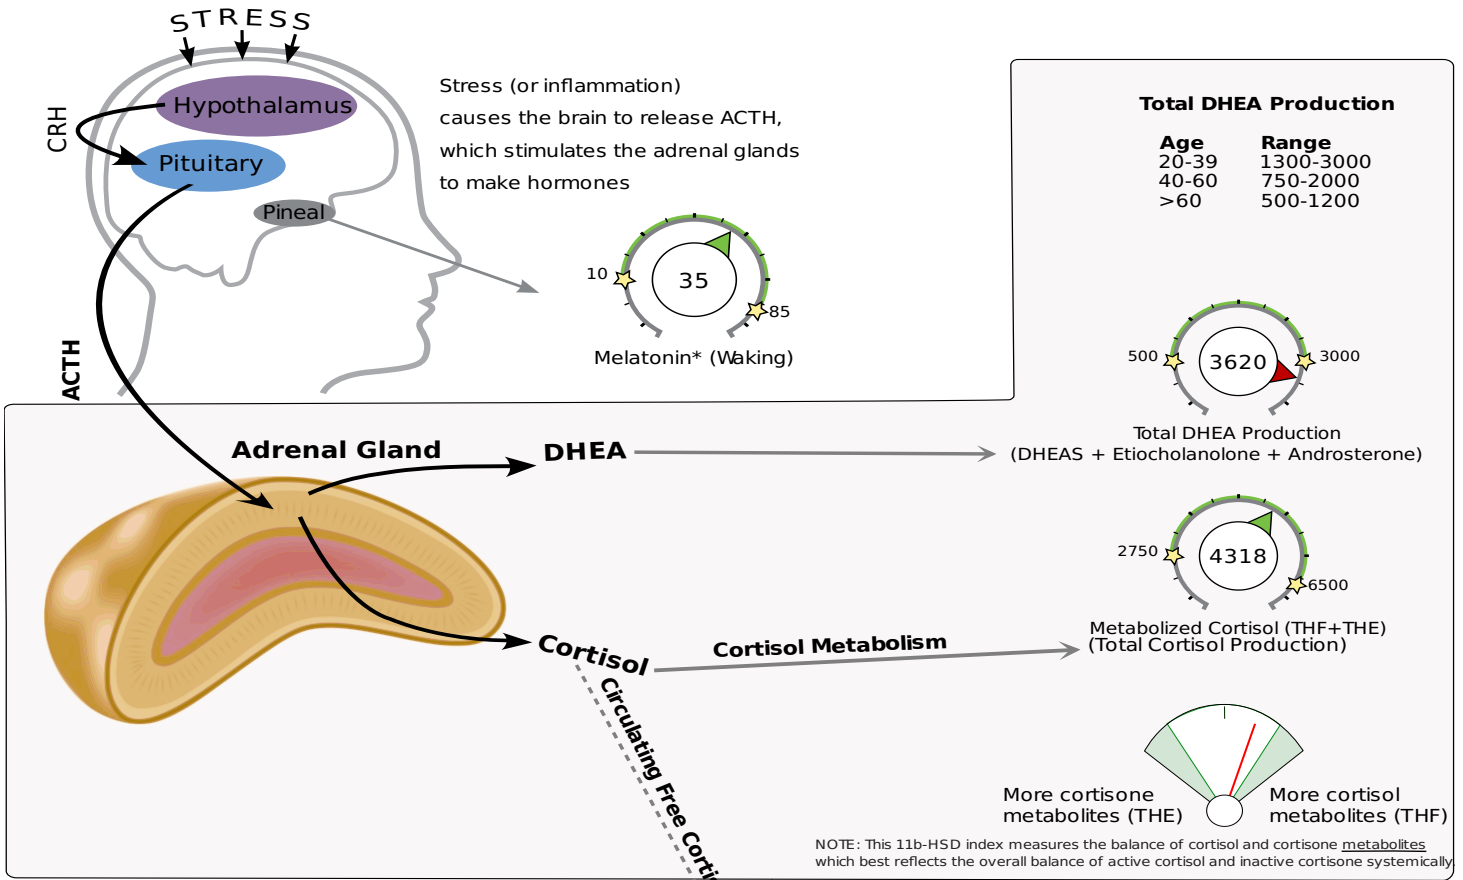 STRESS
Hypothalamus
CRH
Pituitary
Pineal
ACTH
Stress (or inflammation)
causes the brain to release ACTH,
which stimulates the adrenal glands
to make hormones
10
35
85
Melatonin* (Waking)
Total DHEA Production
Age Range
20-39 1300-3000
40-60 750-2000
>60 500-1200
500
3620
3000
Total DHEA Production
(DHEAS + Etiocholanolone + Androsterone)
Adrenal Gland
DHEA
2750
4318
6500
Metabolized Cortisol (THF+THE)
(Total Cortisol Production)
Cortisol
Cortisol Metabolism
Circulating Free Corti
More cortisone
metabolites (THE)
More cortisol
metabolites (THF)
NOTE: This 11b-HSD index measures the balance of cortisol and cortisone metabolites
which best reflects the overall balance of active cortisol and inactive cortisone systemically.